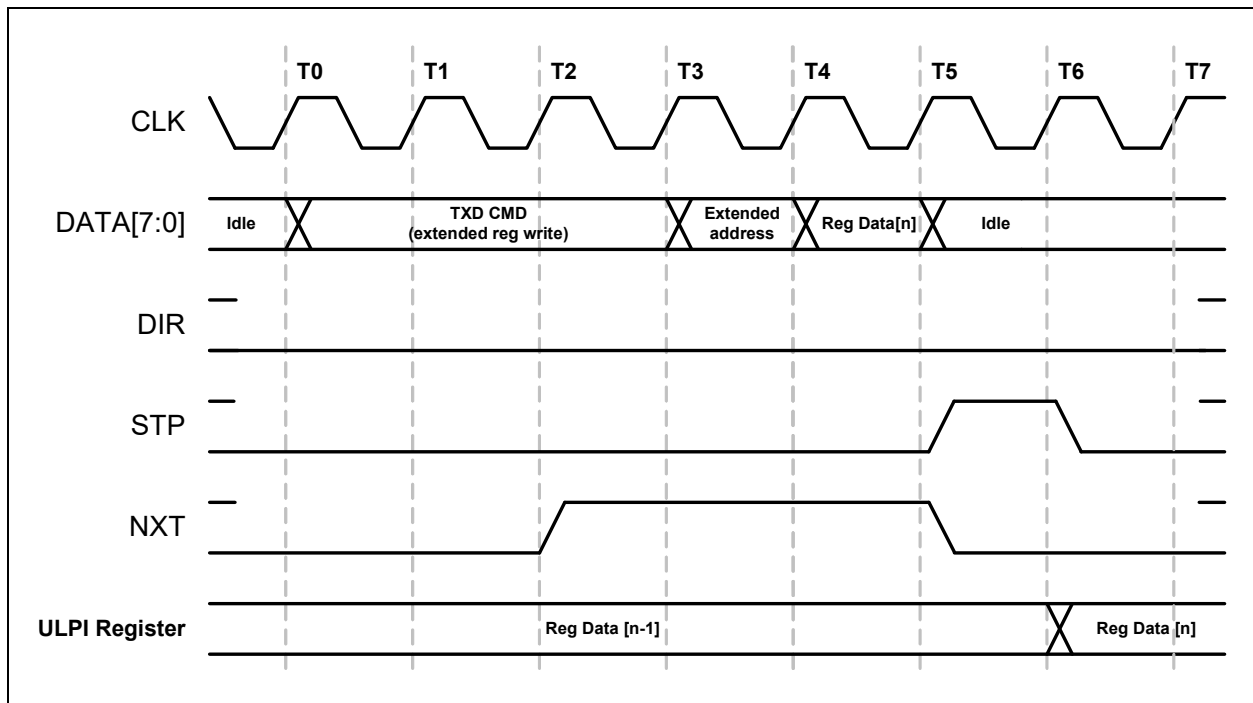 T0 T1 T2 T3 T4 T5 T6 T7
CLK
DATA[7:0]
Idle
TXD CMD
(extended reg write)
Extended
address
Reg Data[n]
Idle
DIR
STP
NXT
ULPI Register
Reg Data [n-1]
Reg Data [n]